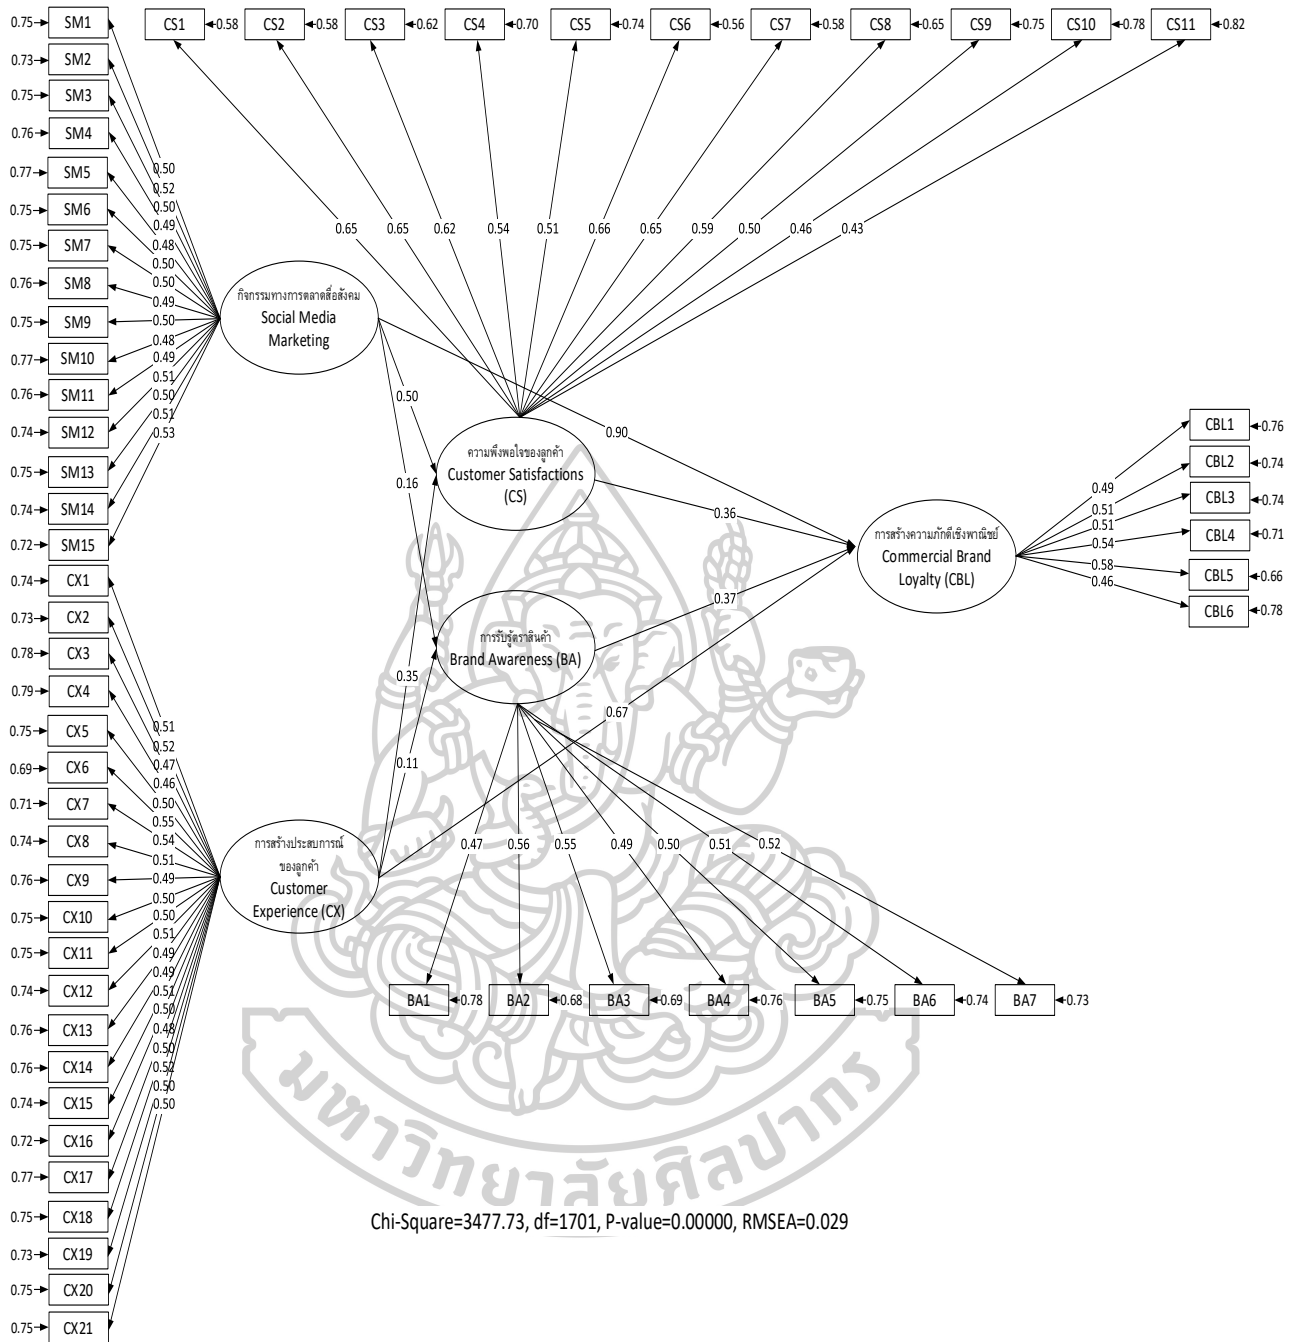 0.75 SM1
0.73 SM2
0.75 SM3
0.76 SM4
0.77 SM5
0.75 SM6
0.75 SM7
0.76 SM8
0.75 SM9
0.77 SM10
0.76 SM11
0.74 SM12
0.75 SM13
0.74 SM14
0.72 SM15
0.74 CX1
0.73 CX2
0.78 CX3
0.79 CX4
0.75 CX5
0.69 CX6
0.71 CX7
0.74 CX8
0.76 CX9
0.75 CX10
0.75 CX11
0.74 CX12
0.76 CX13
0.76 CX14
0.74 CX15
0.72 CX16
0.77 CX17
0.75 CX18
0.73 CX19
0.75 CX20
0.75 CX21
CS1 0.58 CS2 0.58 CS3 0.62 CS4 0.70 CS5 0.74 CS6 0.56 CS7 0.58 CS8 0.65 CS9 0.75 CS10 0.78 CS11 0.82
0.65 0.65 0.62 0.54 0.51 0.66 0.65 0.59 0.50 0.46 0.43
0.50
0.52
0.50
0.49
0.48
0.50
0.50
0.49
0.50
0.48
0.49
0.51
0.50
0.51
0.53
กิจกรรมทางการตลาดสื่อสังคม
Social Media
Marketing
0.50
0.90
0.16
ความพึงพอใจของลูกค้า
Customer Satisfactions
(CS)
0.36
การสร้างความภักดีเชิงพาณิชย์
Commercial Brand
Loyalty (CBL)
0.49
0.51
0.51
0.54
0.58
0.46
CBL1 0.76
CBL2 0.74
CBL3 0.74
CBL4 0.71
CBL5 0.66
CBL6 0.78
การรับรู้ตราสินค้า
Brand Awareness (BA)
0.37
0.35
0.67
0.11
0.51
0.52
0.47
0.46
0.50
0.55
0.54
0.51
0.49
0.50
0.50
0.51
0.49
0.49
0.51
0.50
0.48
0.50
0.52
0.50
0.50
การสร้างประสบการณ์
ของลูกค้า
Customer
Experience (CX)
0.47 0.56 0.55 0.49 0.50 0.51 0.52
BA1 0.78 BA2 0.68 BA3 0.69 BA4 0.76 BA5 0.75 BA6 0.74 BA7 0.73
มหาวิทยาลัยศิลปากร
Chi-Square=3477.73, df=1701, P-value=0.00000, RMSEA=0.029